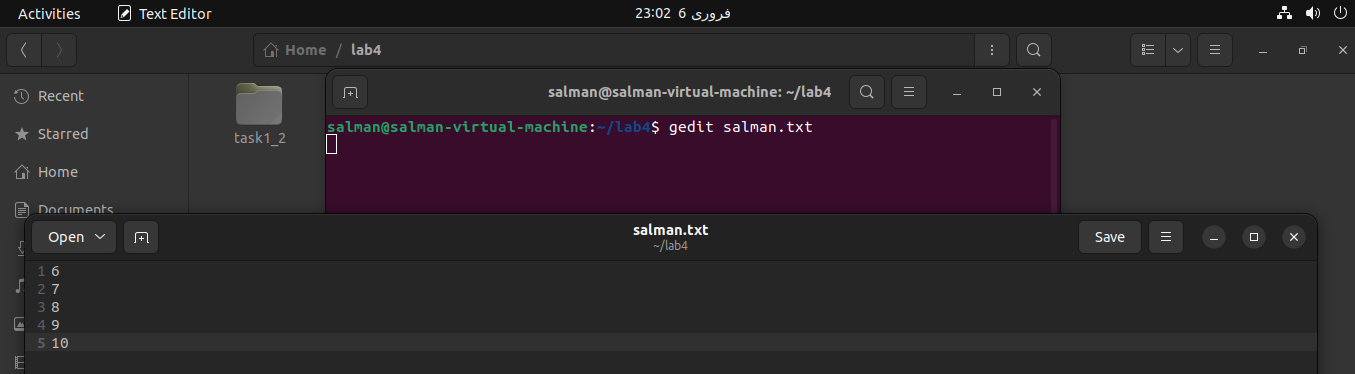 Activities Text Editor 23:02 6 فروری
Home / lab4
Recent
Starred
Home
Documents
task1_2
salman@salman-virtual-machine: ~/lab4
salman@salman-virtual-machine:~/lab4$ gedit salman.txt
Open salman.txt Save
~/lab4
1 6
2 7
3 8
4 9
5 10